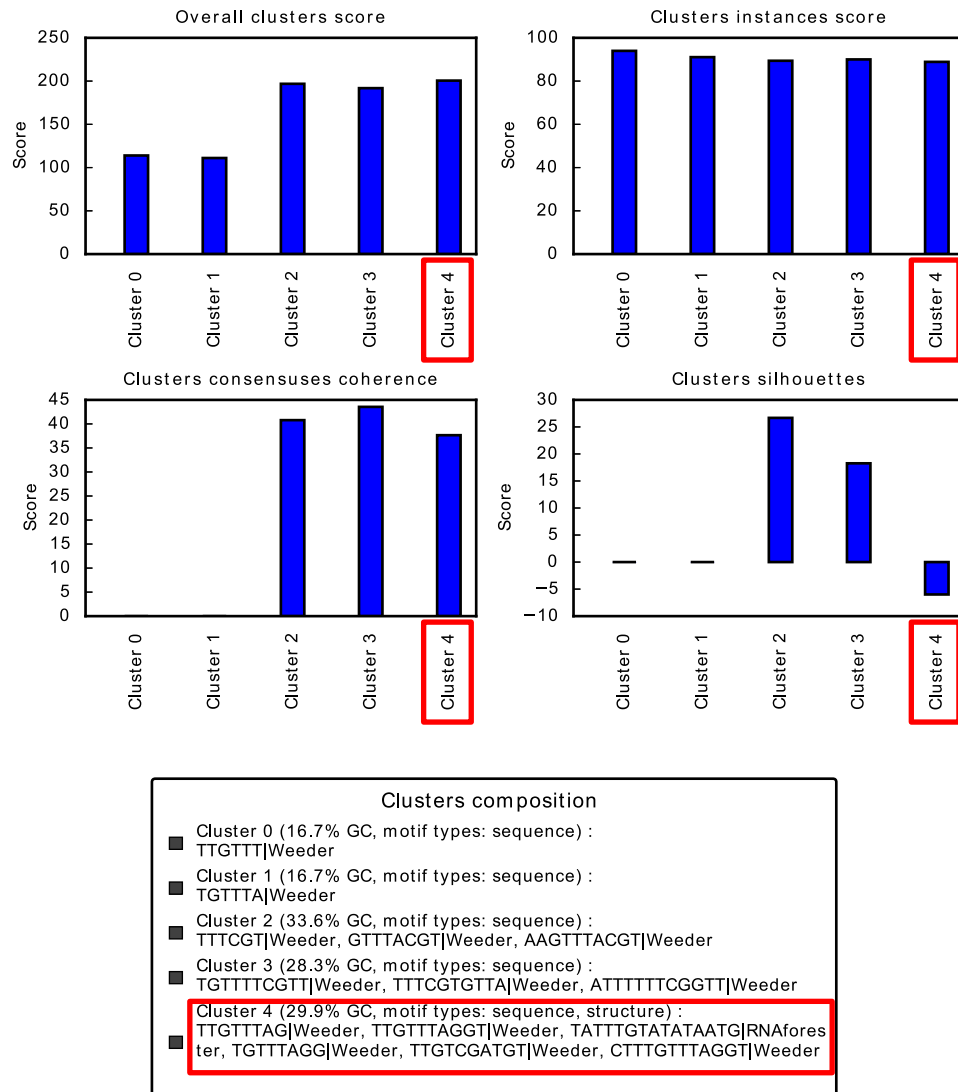 Overall clusters score
250
200
150
100
50
0
Score
Cluster 0
Cluster 1
Cluster 2
Cluster 3
Cluster 4
Clusters instances score
100
80
60
40
20
0
Score
Cluster 0
Cluster 1
Cluster 2
Cluster 3
Cluster 4
Clusters consensuses coherence
45
40
35
30
25
20
15
10
5
0
Score
Cluster 0
Cluster 1
Cluster 2
Cluster 3
Cluster 4
Clusters silhouettes
30
25
20
15
10
5
0
−5
−10
Score
Cluster 0
Cluster 1
Cluster 2
Cluster 3
Cluster 4
Clusters composition
Cluster 0 (16.7% GC, motif types: sequence) :
TTGTTT|Weeder
Cluster 1 (16.7% GC, motif types: sequence) :
TGTTTA|Weeder
Cluster 2 (33.6% GC, motif types: sequence) :
TTTCGT|Weeder, GTTTACGT|Weeder, AAGTTTACGT|Weeder
Cluster 3 (28.3% GC, motif types: sequence) :
TGTTTTCGTT|Weeder, TTTCGTGTTA|Weeder, ATTTTTTCGGTT|Weeder
Cluster 4 (29.9% GC, motif types: sequence, structure) :
TTGTTTAG|Weeder, TTGTTTAGGT|Weeder, TATTTGTATATAATG|RNAfores
ter, TGTTTAGG|Weeder, TTGTCGATGT|Weeder, CTTTGTTTAGGT|Weeder